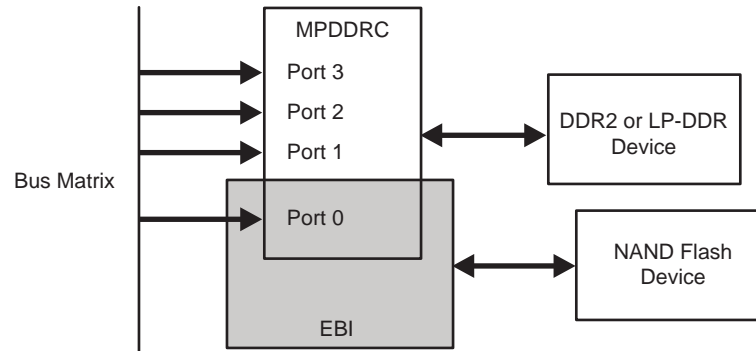 MPDDRC
Port 3
Port 2
Port 1
Port 0
Bus Matrix
EBI
DDR2 or LP-DDR
Device
NAND Flash
Device